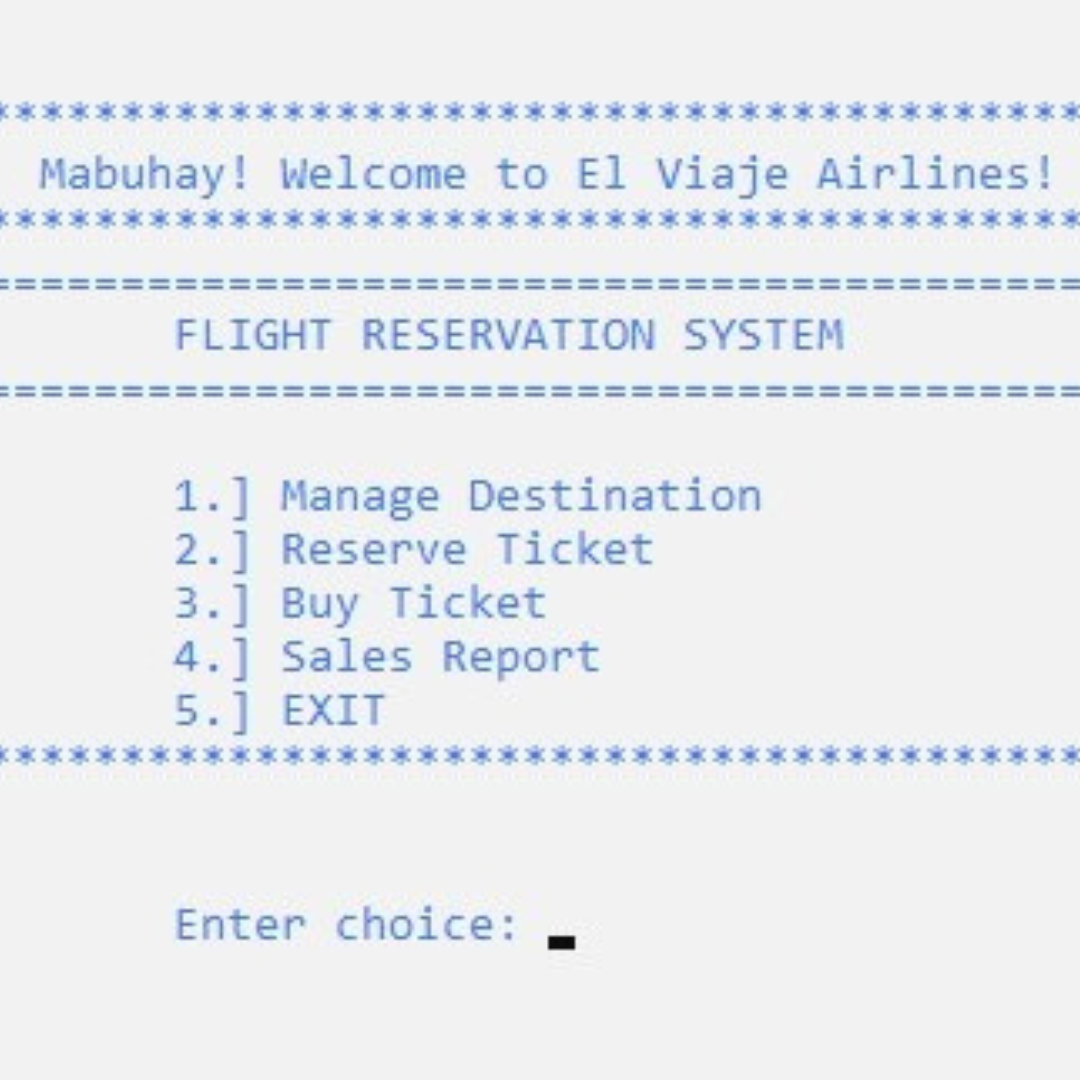 ****************************************
Mabuhay! Welcome to El Viaje Airlines!
****************************************
========================================
FLIGHT RESERVATION SYSTEM
========================================
1.] Manage Destination
2.] Reserve Ticket
3.] Buy Ticket
4.] Sales Report
5.] EXIT
****************************************
Enter choice: